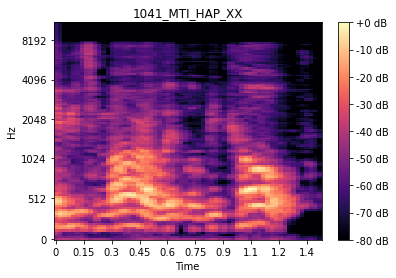 1041_MTI_HAP_XX
+0 dB
8192
-10 dB
4096
-20 dB
-30 dB
2048
Hz
-40 dB
1024
-50 dB
-60 dB
512
-70 dB
0
-80 dB
0 0.15 0.3 0.45 0.6 0.75 0.9 1.1 1.2 1.4
Time